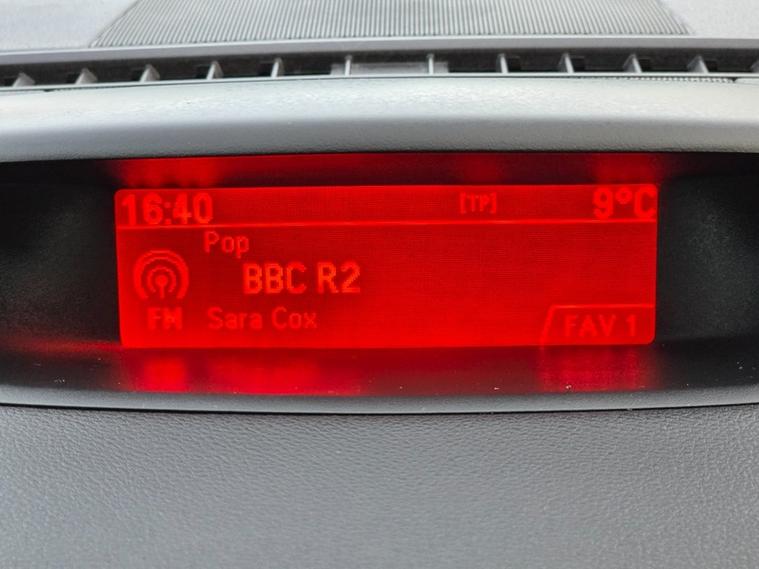 16:40 [TP] 9°C
Pop
BBC R2
FM Sara Cox FAV 1